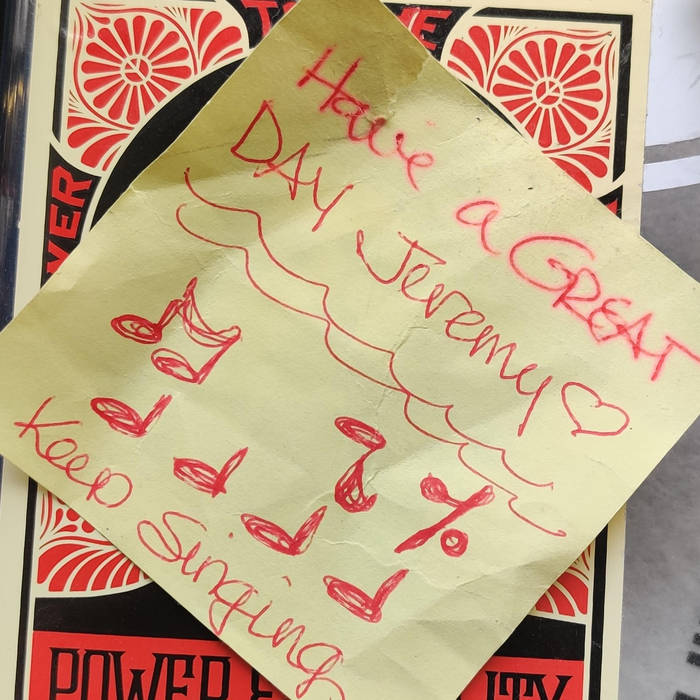 Have a GREAT
DAY Jeremy
Keep Singing
VER
POWER &
ITY